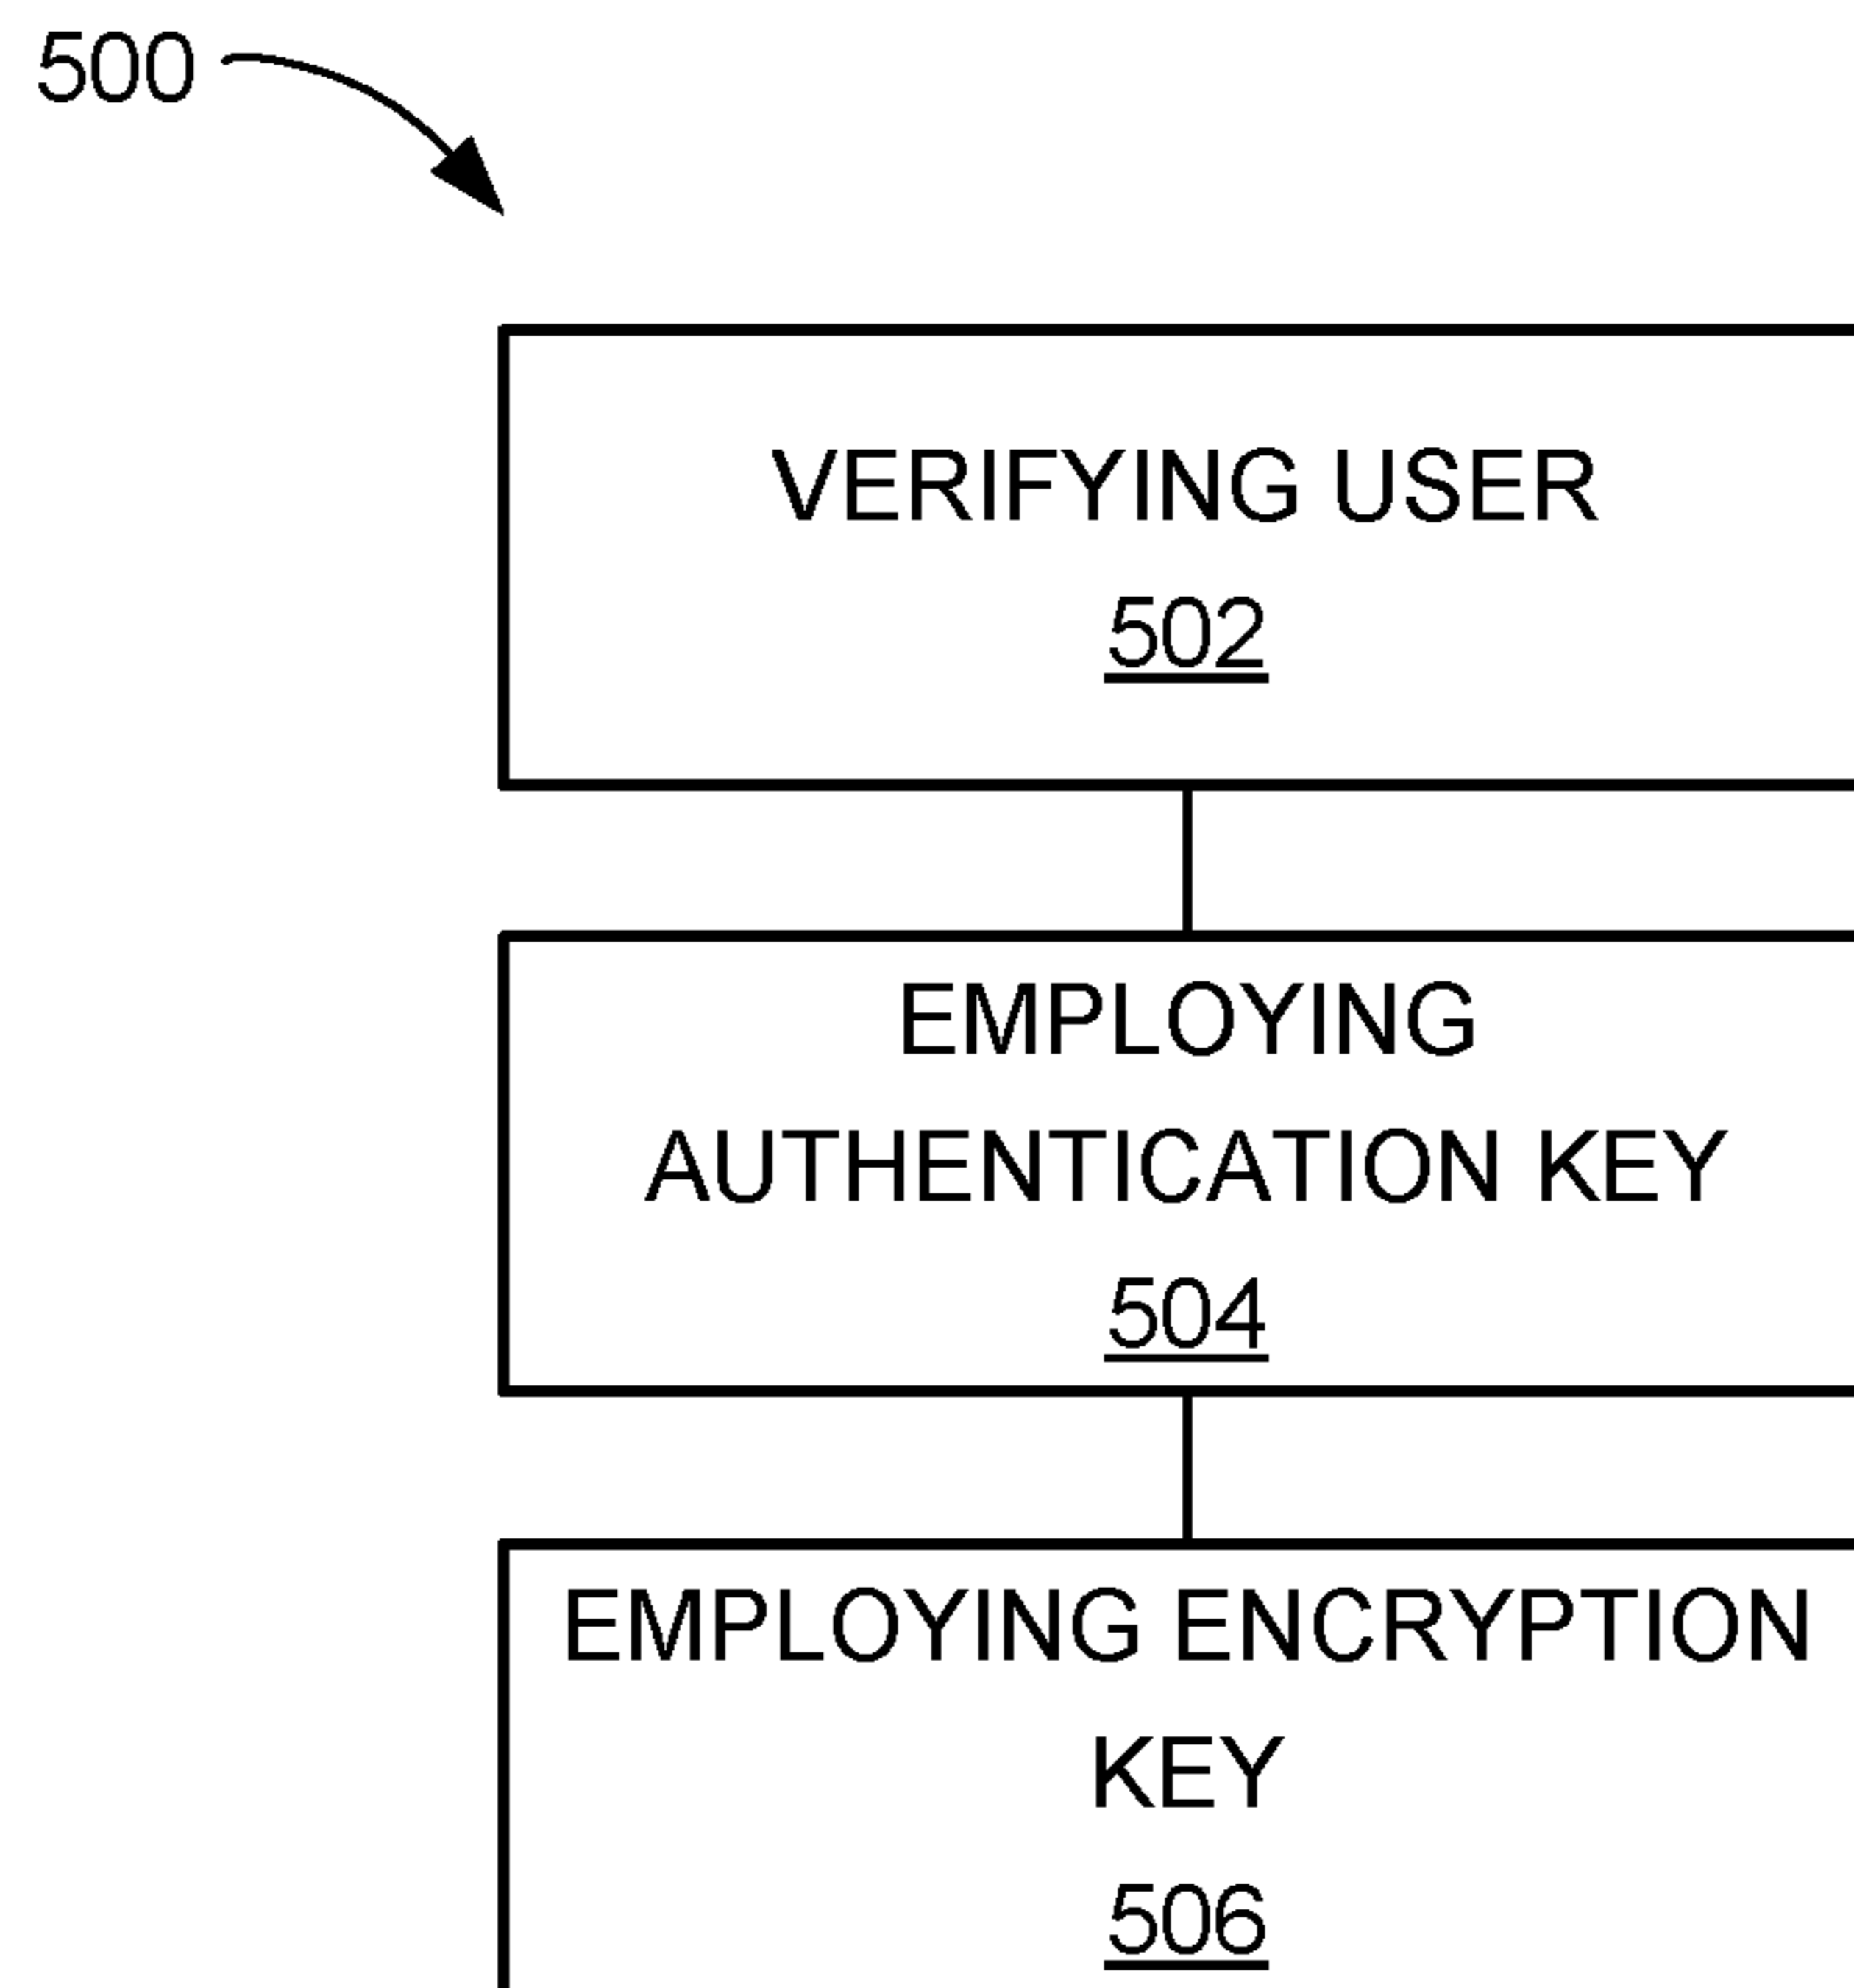 500
VERIFYING USER
502
EMPLOYING
AUTHENTICATION KEY
504
EMPLOYING ENCRYPTION
KEY
506